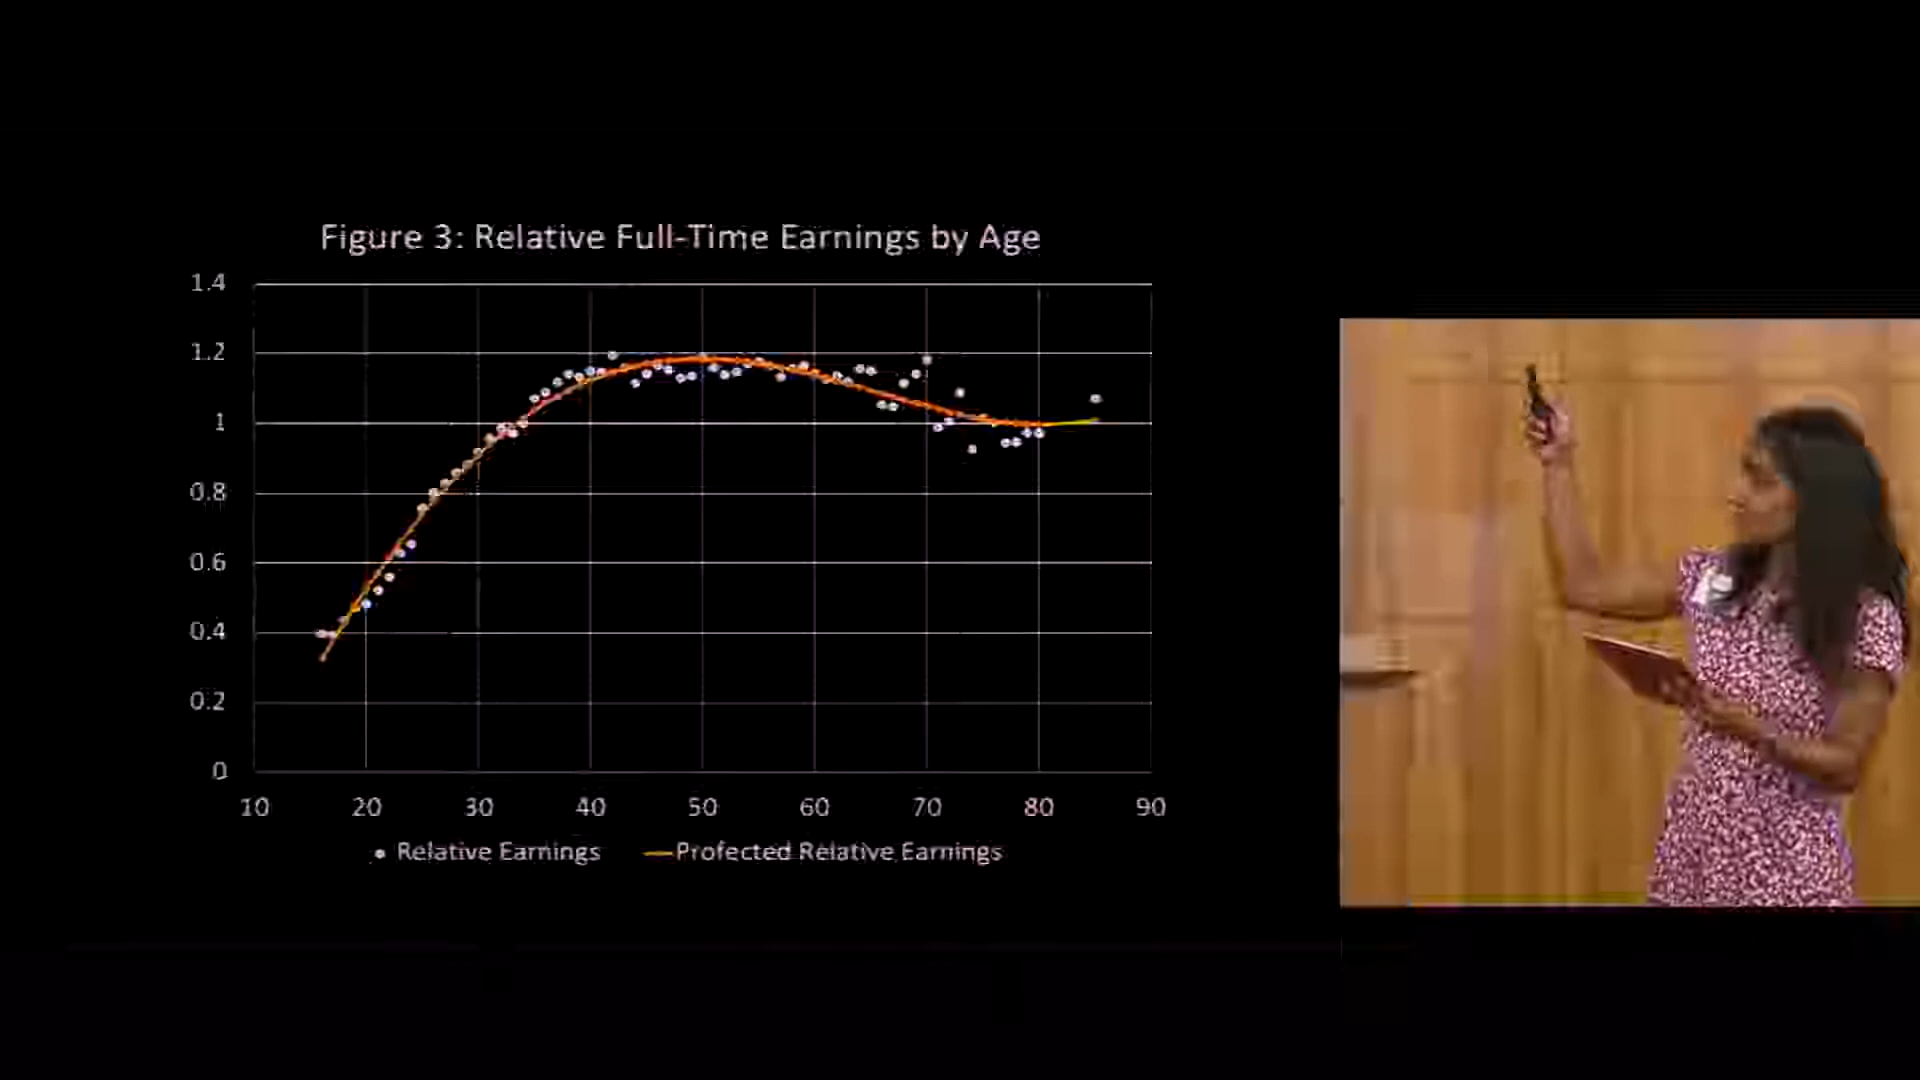 Figure 3: Relative Full-Time Earnings by Age
1.4
1.2
1
0.8
0.6
0.4
0.2
0
10 20 30 40 50 60 70 80 90
Relative Earnings Profected Relative Earnings